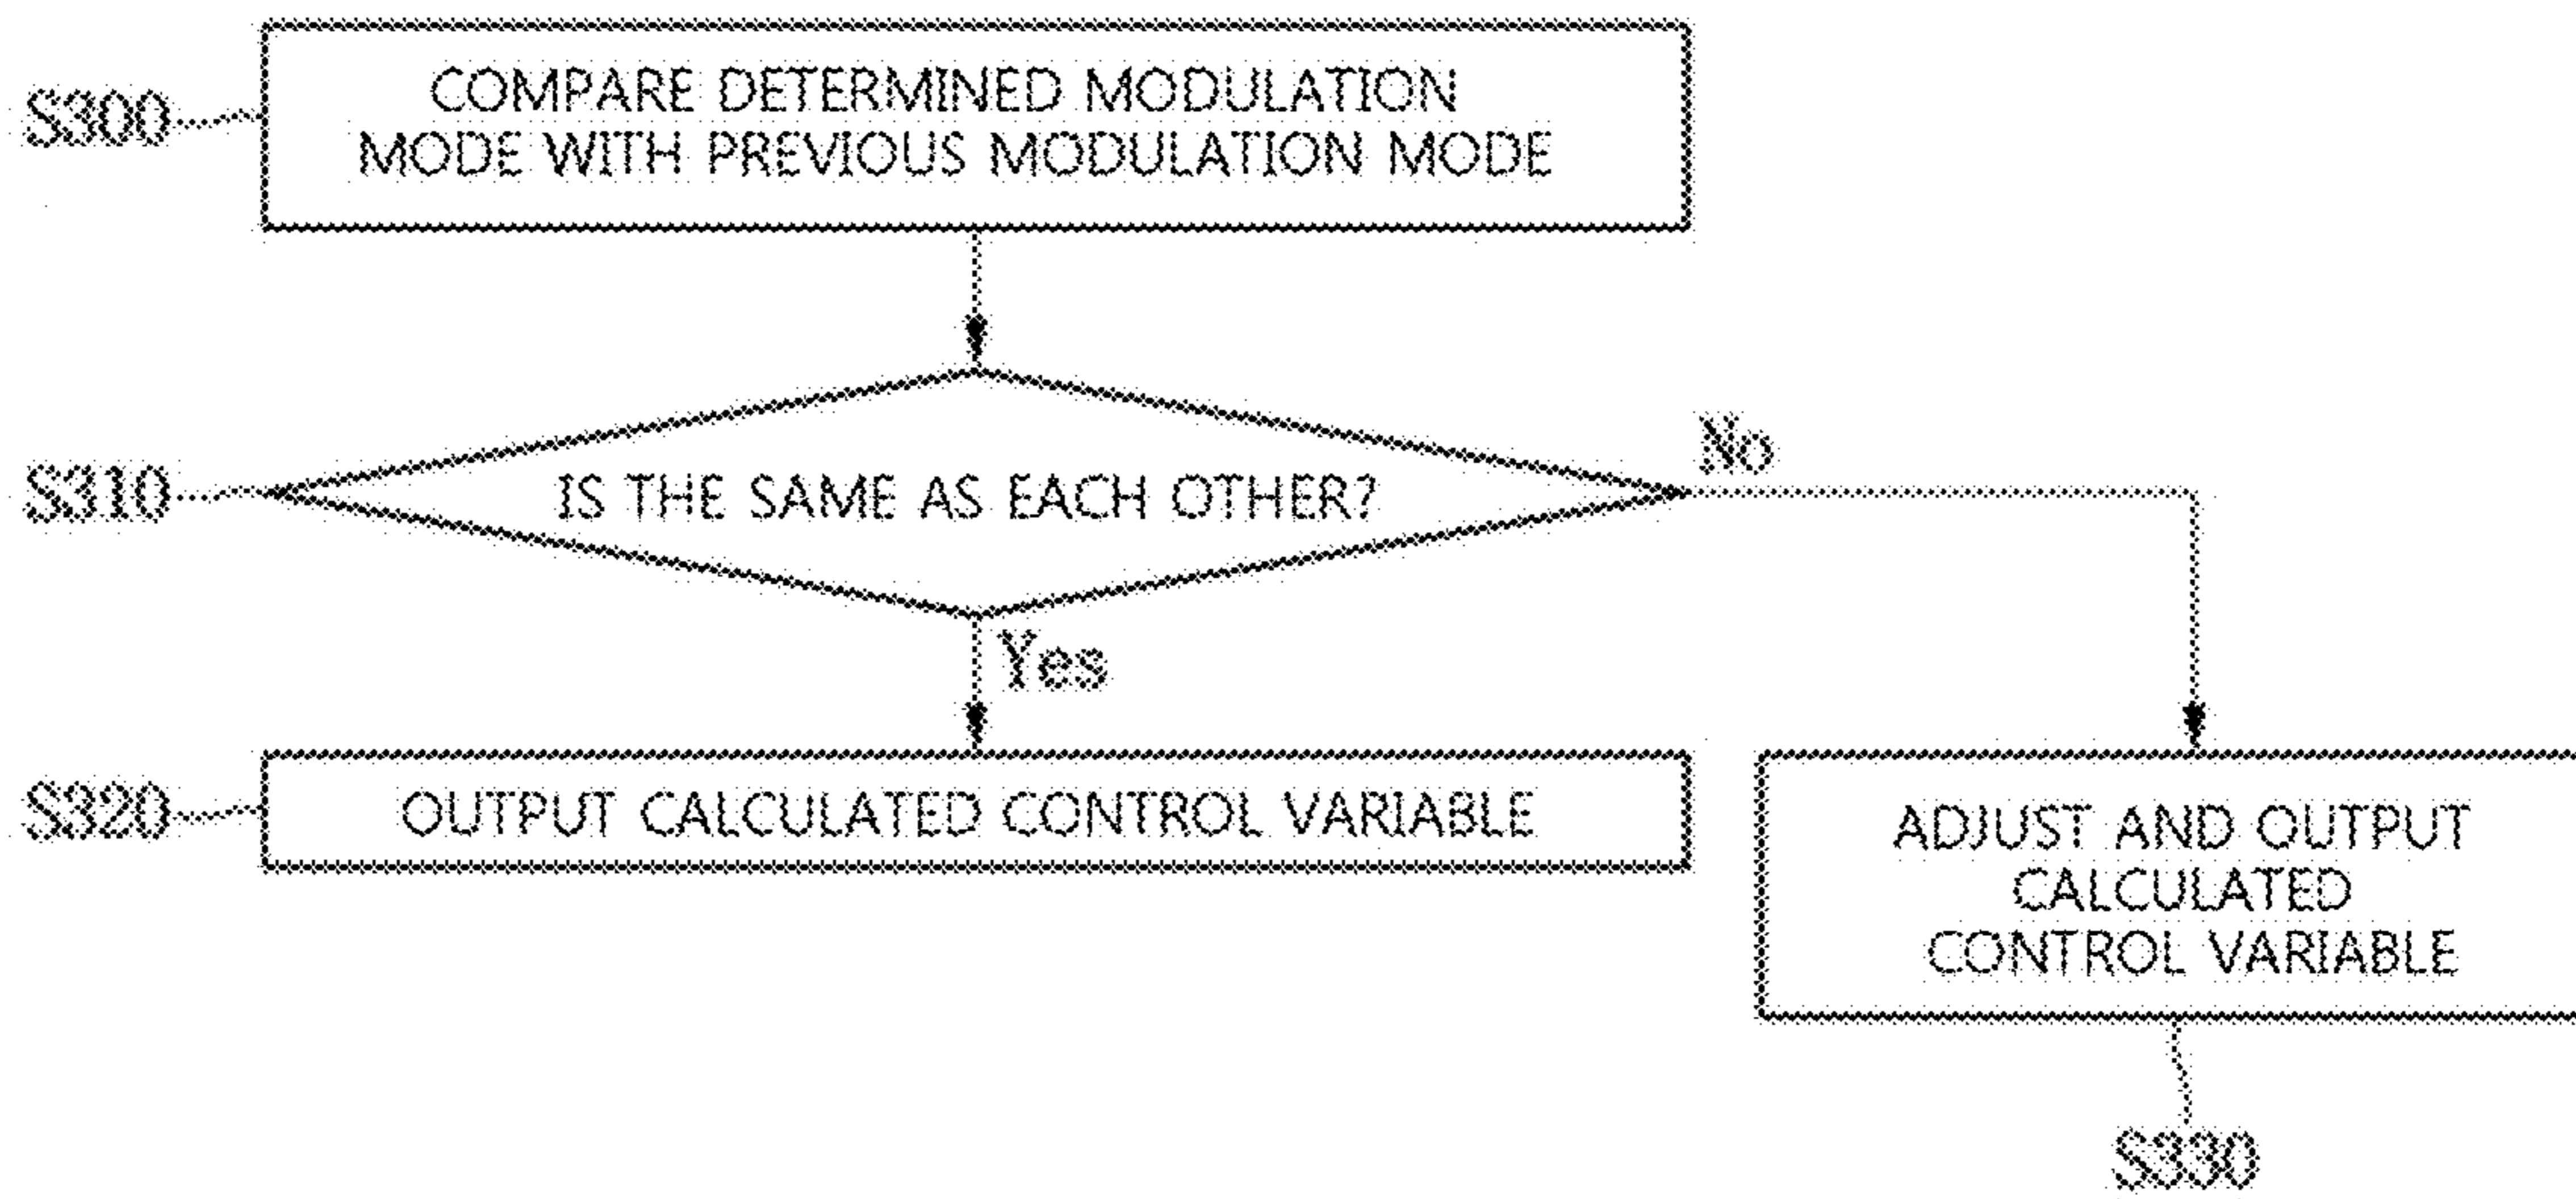 S300
COMPARE DETERMINED MODULATION
MODE WITH PREVIOUS MODULATION MODE
S310
IS THE SAME AS EACH OTHER?
No
Yes
S320
OUTPUT CALCULATED CONTROL VARIABLE
ADJUST AND OUTPUT
CALCULATED
CONTROL VARIABLE
S330